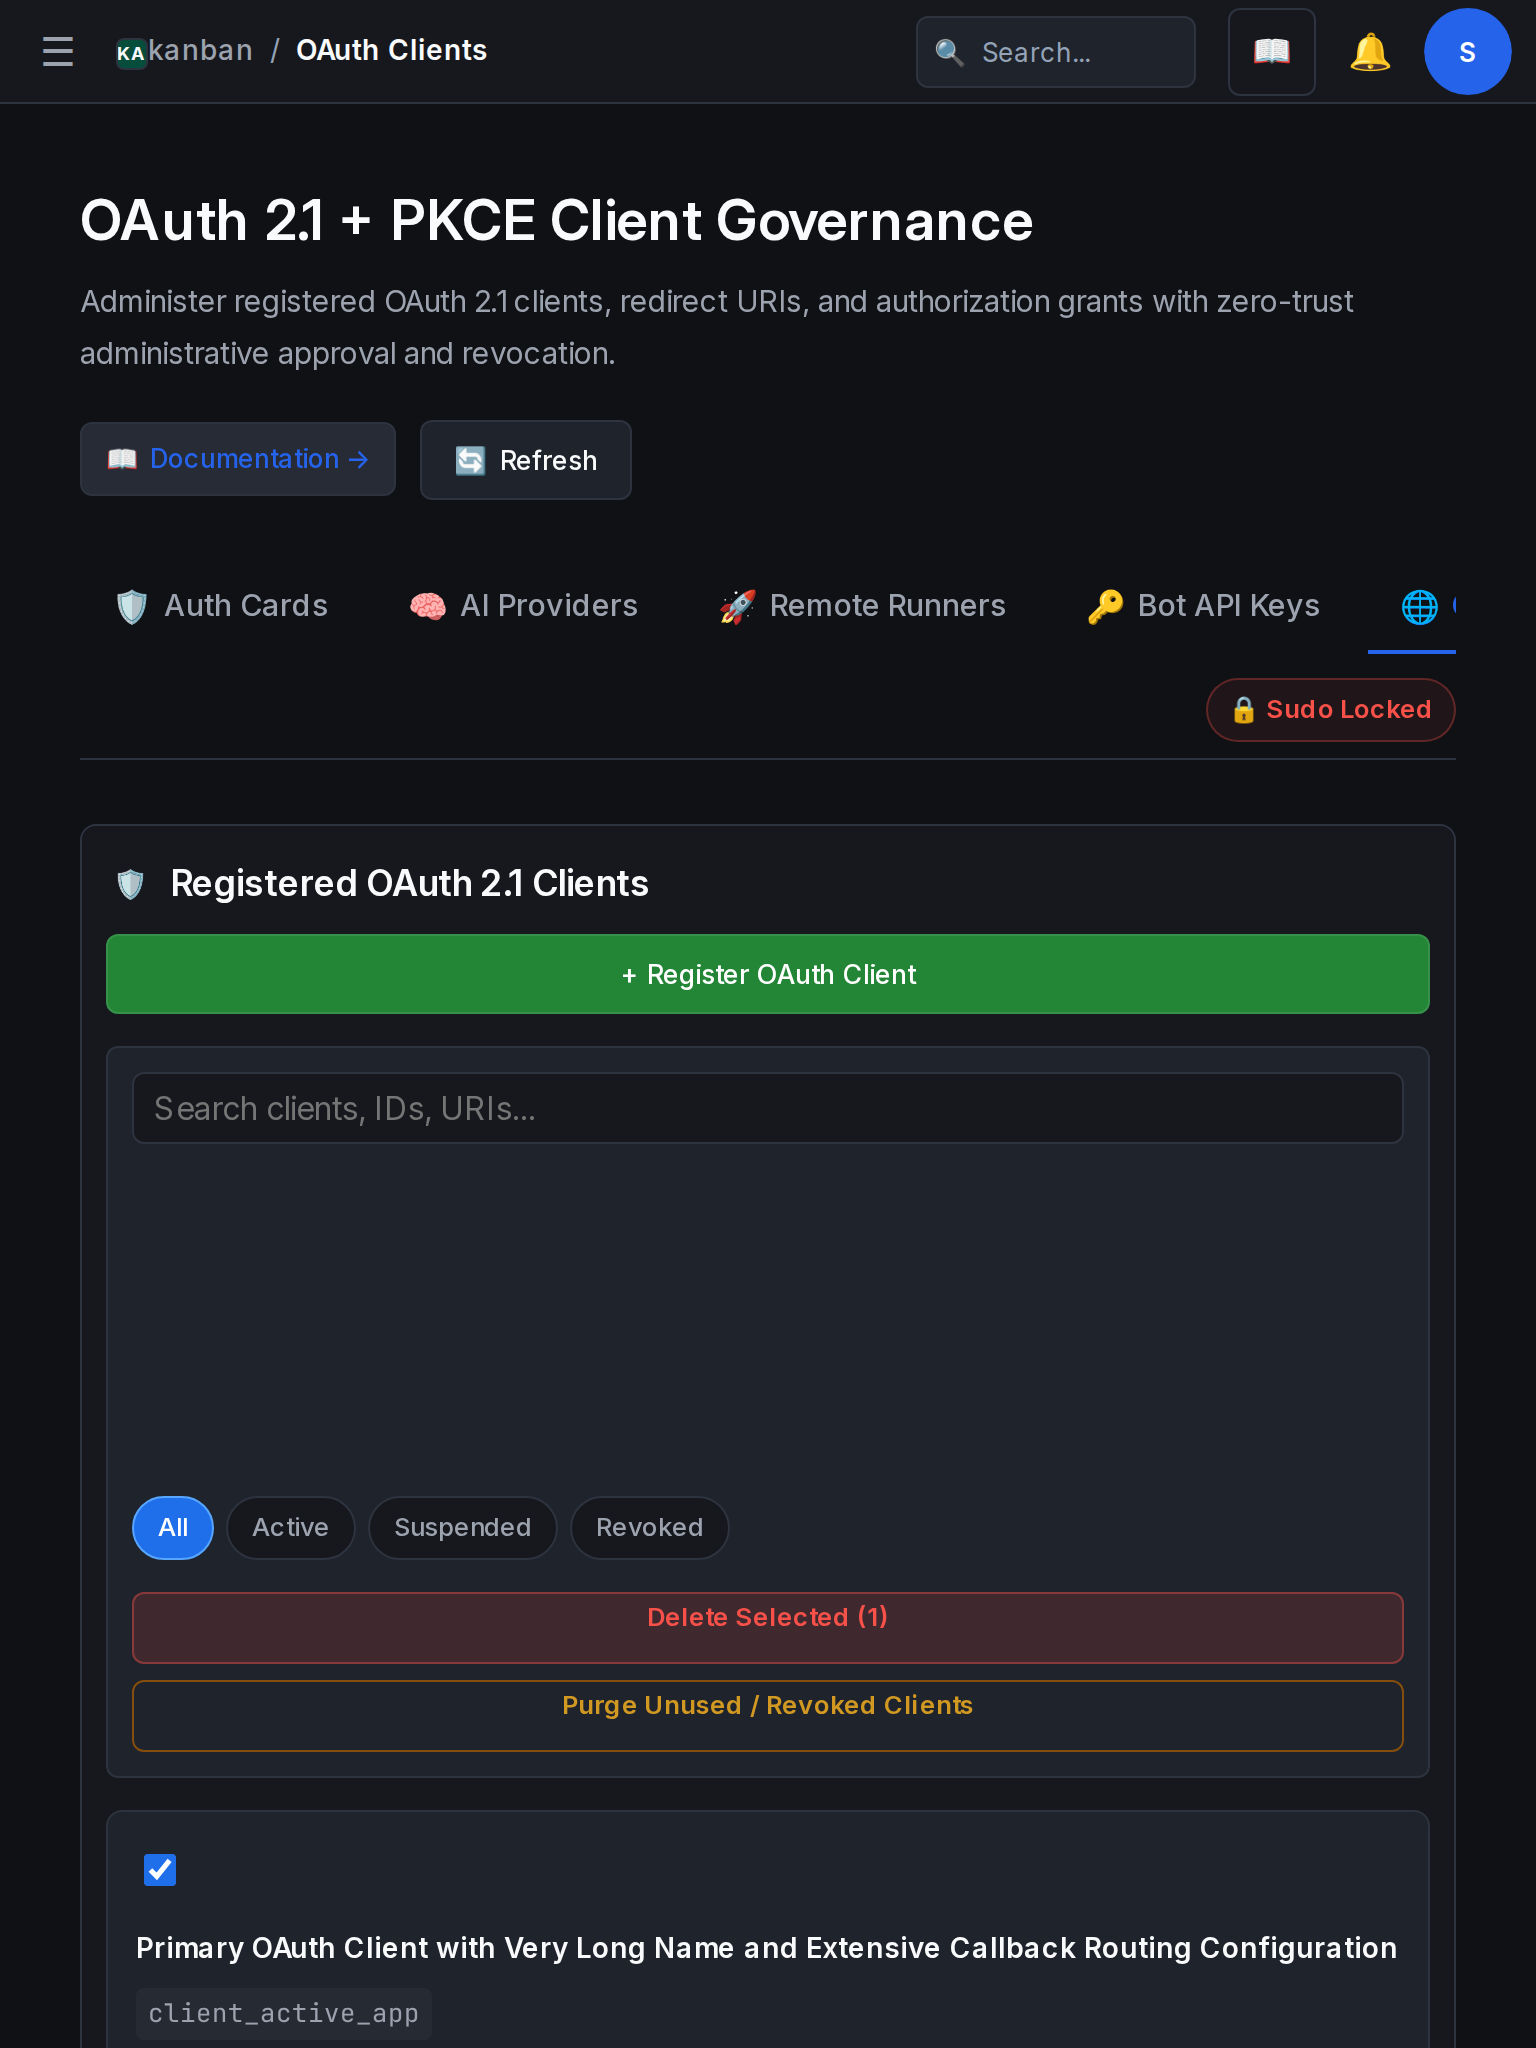 KA kanban / OAuth Clients
Search...
S
OAuth 2.1 + PKCE Client Governance
Administer registered OAuth 2.1 clients, redirect URIs, and authorization grants with zero-trust
administrative approval and revocation.
Documentation →
Refresh
Auth Cards
AI Providers
Remote Runners
Bot API Keys
Sudo Locked
Registered OAuth 2.1 Clients
+ Register OAuth Client
Search clients, IDs, URIs...
All
Active
Suspended
Revoked
Delete Selected (1)
Purge Unused / Revoked Clients
Primary OAuth Client with Very Long Name and Extensive Callback Routing Configuration
client_active_app